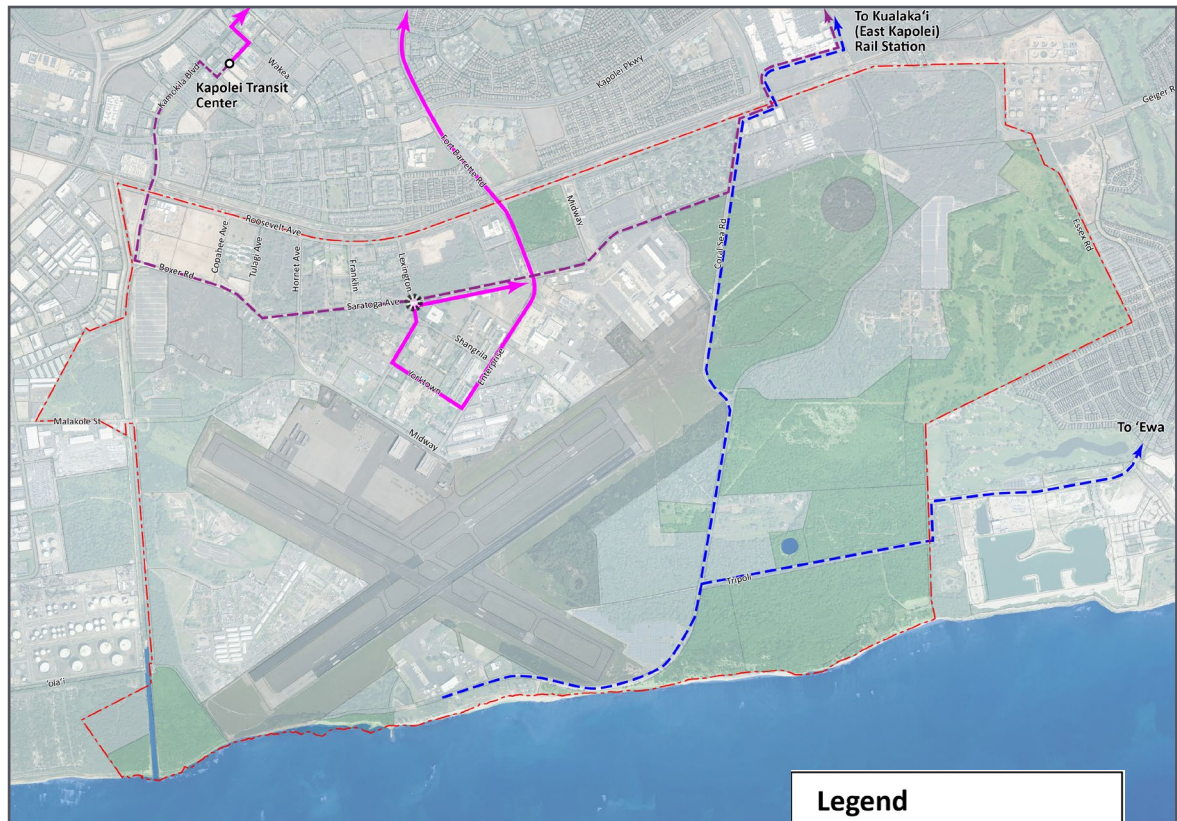 To Kualaka‘i
(East Kapolei)
Rail Station
Wakea
Kamokila Blvd
Kapolei Transit
Center
Kapolei Pkwy
Geiger R
Fort Barrette Rd
Midway
Roosevelt Ave
Copahee Ave
Tulagi Ave
Hornet Ave
Franklin
Lexington
Coral Sea Rd
Essex Rd
Boxer Rd
Saratoga Ave
Shangrila
Enterprise
Yorktown
Malakole St
Midway
To ‘Ewa
Tripoli
‘ola‘i
Legend